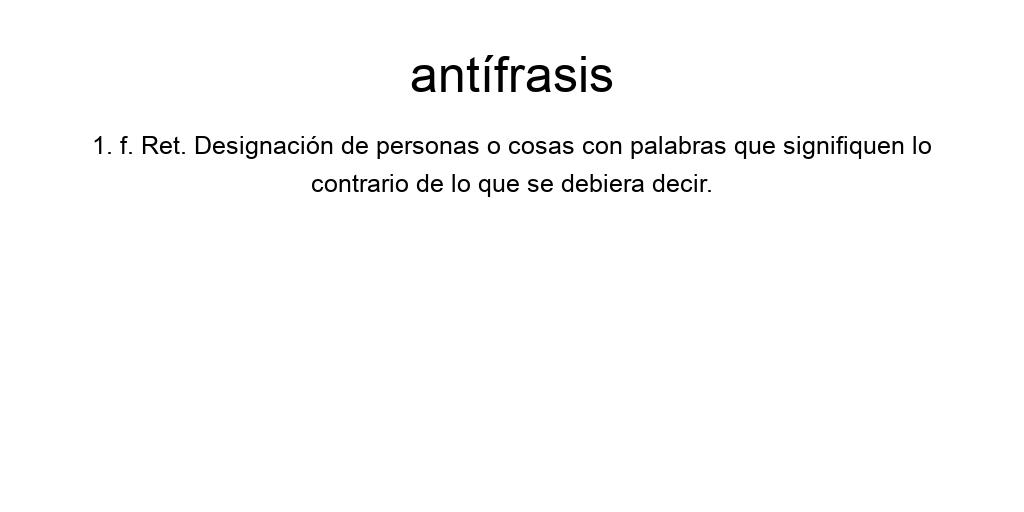 antífrasis
1. f. Ret. Designación de personas o cosas con palabras que signifiquen lo
contrario de lo que se debiera decir.